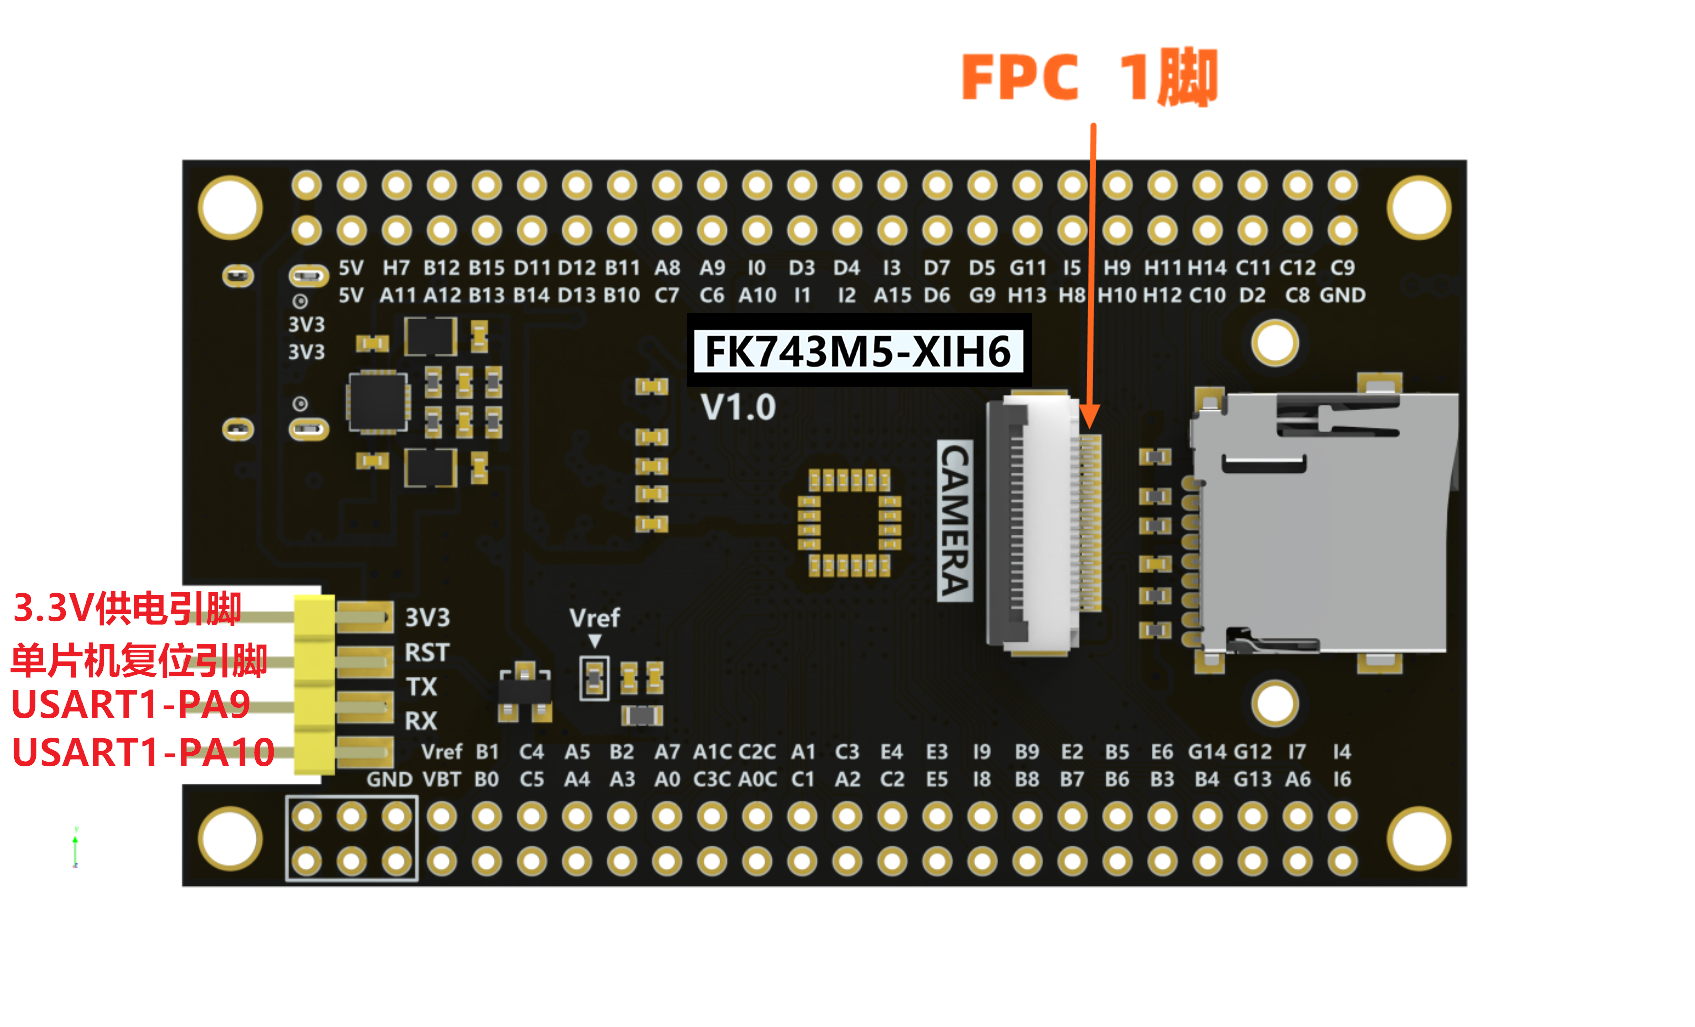 FPC 1脚
5V H7 B12 B15 D11 D12 B11 A8 A9 I0 D3 D4 I3 D7 D5 G11 I5 H9 H11 H14 C11 C12 C9
5V A11 A12 B13 B14 D13 B10 C7 C6 A10 I1 I2 A15 D6 G9 H13 H8 H10 H12 C10 D2 C8 GND
3V3
3V3
FK743M5-XIH6
V1.0
CAMERA
3.3V供电引脚
3V3
单片机复位引脚
RST
USART1-PA9
TX
USART1-PA10
RX
Vref
Vref B1 C4 A5 B2 A7 A1C C2C A1 C3 E4 E3 I9 B9 E2 B5 E6 G14 G12 I7 I4
GND VBT B0 C5 A4 A3 A0 C3C A0C C1 A2 C2 E5 I8 B8 B7 B6 B3 B4 G13 A6 I6